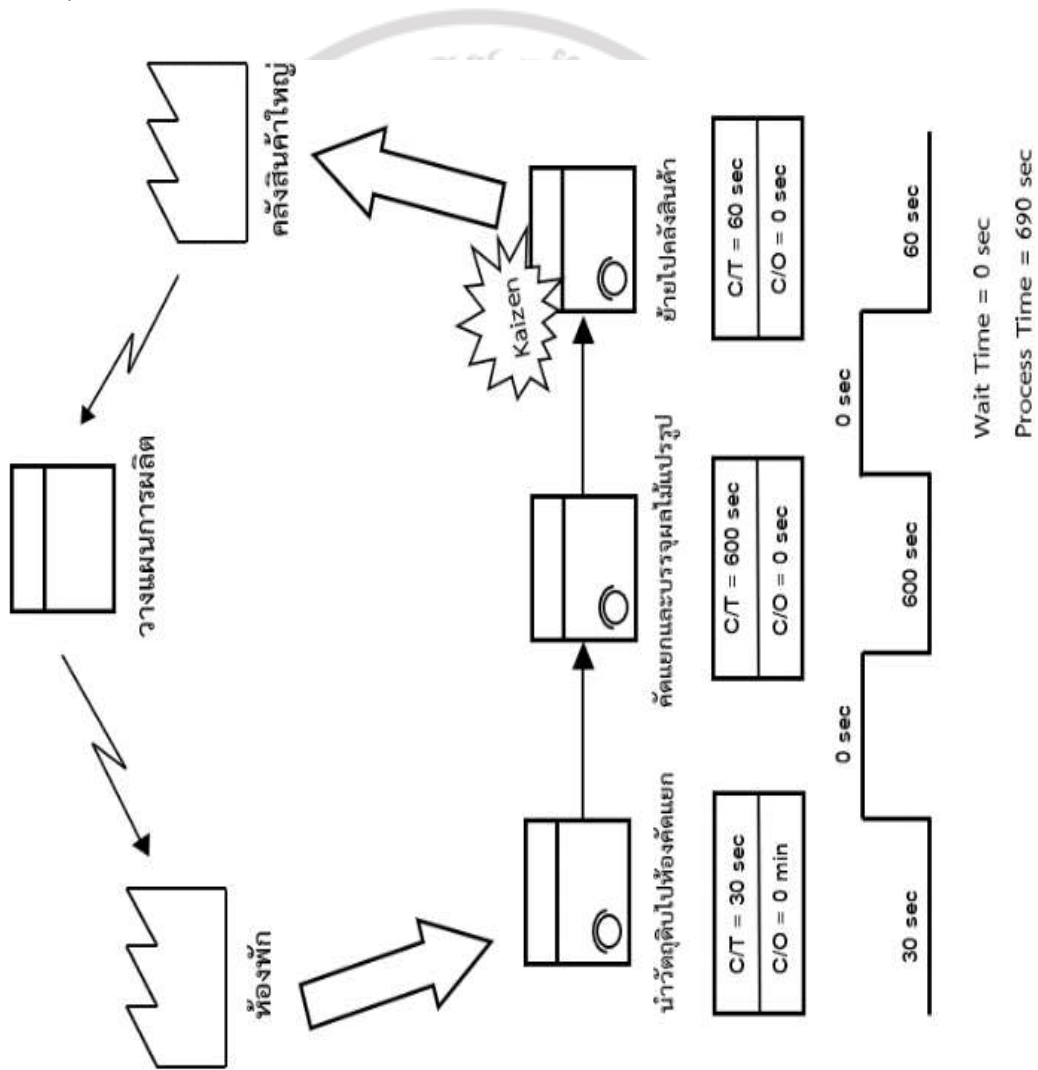 วางแผนการผลิต
ห้องพัก
คลังสินค้าใหญ่
Kaizen
นำวัตถุดิบไปห้องคัดแยก
คัดแยกและบรรจุผลไม้แปรรูป
ย้ายไปคลังสินค้า
C/T = 30 sec
C/O = 0 min
C/T = 600 sec
C/O = 0 sec
C/T = 60 sec
C/O = 0 sec
30 sec
0 sec
600 sec
0 sec
60 sec
Wait Time = 0 sec
Process Time = 690 sec